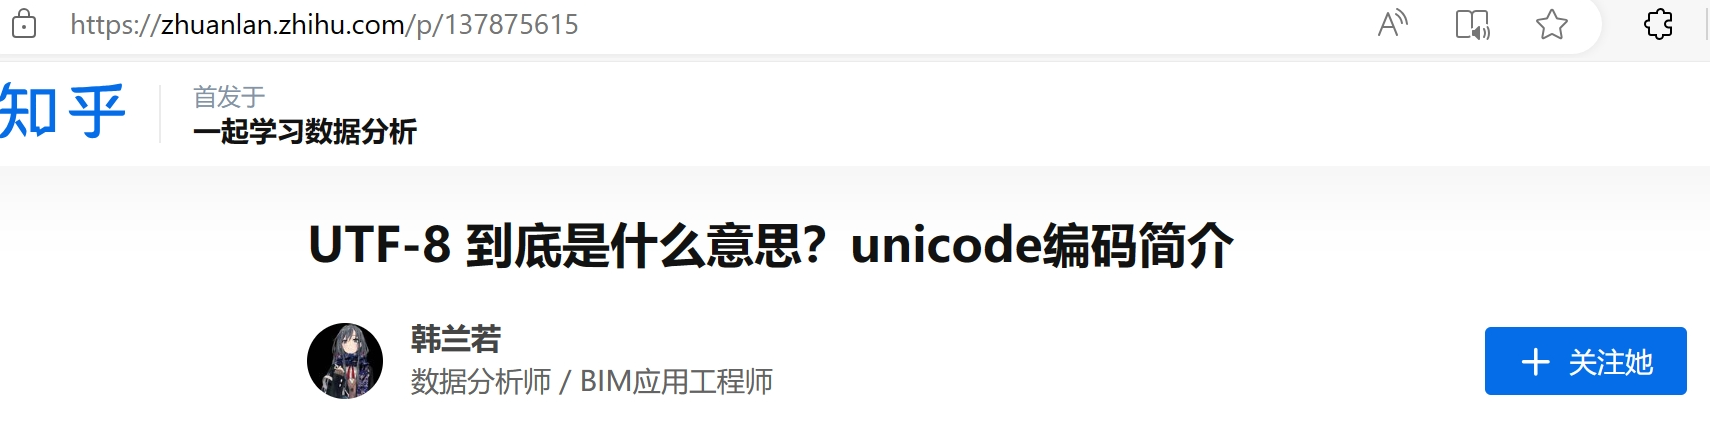 https://zhuanlan.zhihu.com/p/137875615
知乎
首发于
一起学习数据分析
UTF-8 到底是什么意思？unicode编码简介
韩兰若
数据分析师 / BIM应用工程师
+ 关注她